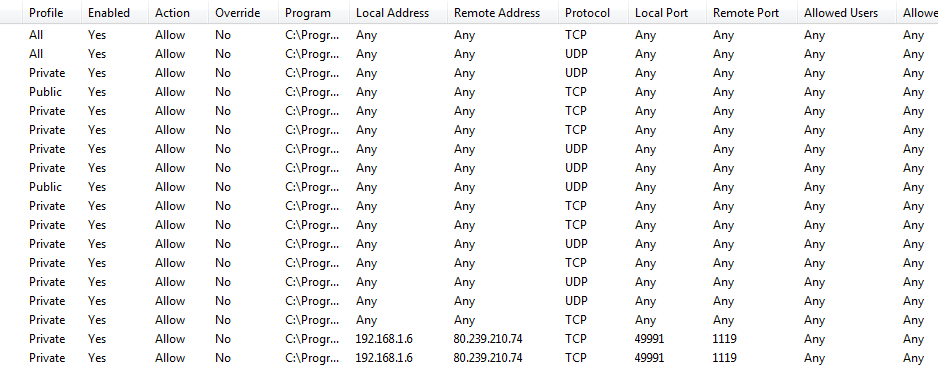 Profile Enabled Action Override Program Local Address Remote Address Protocol Local Port Remote Port Allowed Users Allowe
All Yes Allow No C:\Progr... Any Any TCP Any Any Any Any
All Yes Allow No C:\Progr... Any Any UDP Any Any Any Any
Private Yes Allow No C:\Progr... Any Any UDP Any Any Any Any
Public Yes Allow No C:\Progr... Any Any TCP Any Any Any Any
Private Yes Allow No C:\Progr... Any Any TCP Any Any Any Any
Private Yes Allow No C:\Progr... Any Any TCP Any Any Any Any
Private Yes Allow No C:\Progr... Any Any UDP Any Any Any Any
Private Yes Allow No C:\Progr... Any Any UDP Any Any Any Any
Public Yes Allow No C:\Progr... Any Any UDP Any Any Any Any
Private Yes Allow No C:\Progr... Any Any TCP Any Any Any Any
Private Yes Allow No C:\Progr... Any Any TCP Any Any Any Any
Private Yes Allow No C:\Progr... Any Any UDP Any Any Any Any
Private Yes Allow No C:\Progr... Any Any TCP Any Any Any Any
Private Yes Allow No C:\Progr... Any Any UDP Any Any Any Any
Private Yes Allow No C:\Progr... Any Any UDP Any Any Any Any
Private Yes Allow No C:\Progr... Any Any TCP Any Any Any Any
Private Yes Allow No C:\Progr... 192.168.1.6 80.239.210.74 TCP 49991 1119 Any Any
Private Yes Allow No C:\Progr... 192.168.1.6 80.239.210.74 TCP 49991 1119 Any Any